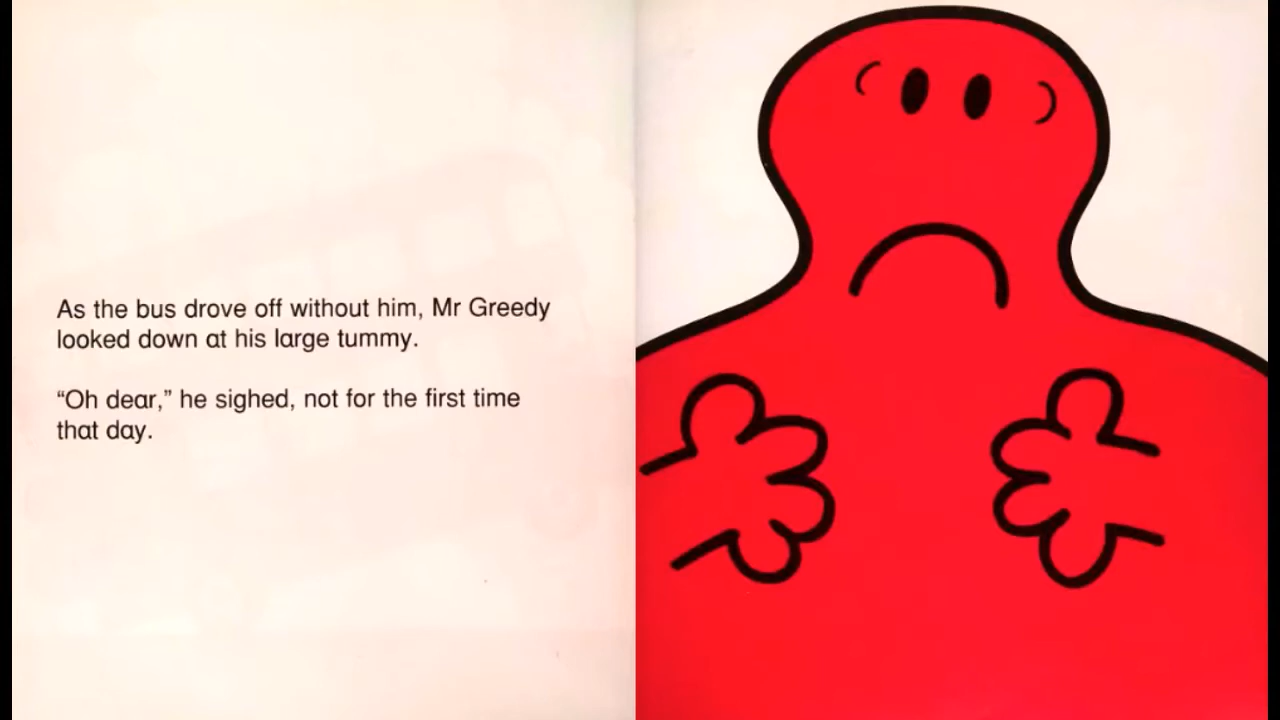 As the bus drove off without him, Mr Greedy
looked down at his large tummy.
“Oh dear,” he sighed, not for the first time
that day.